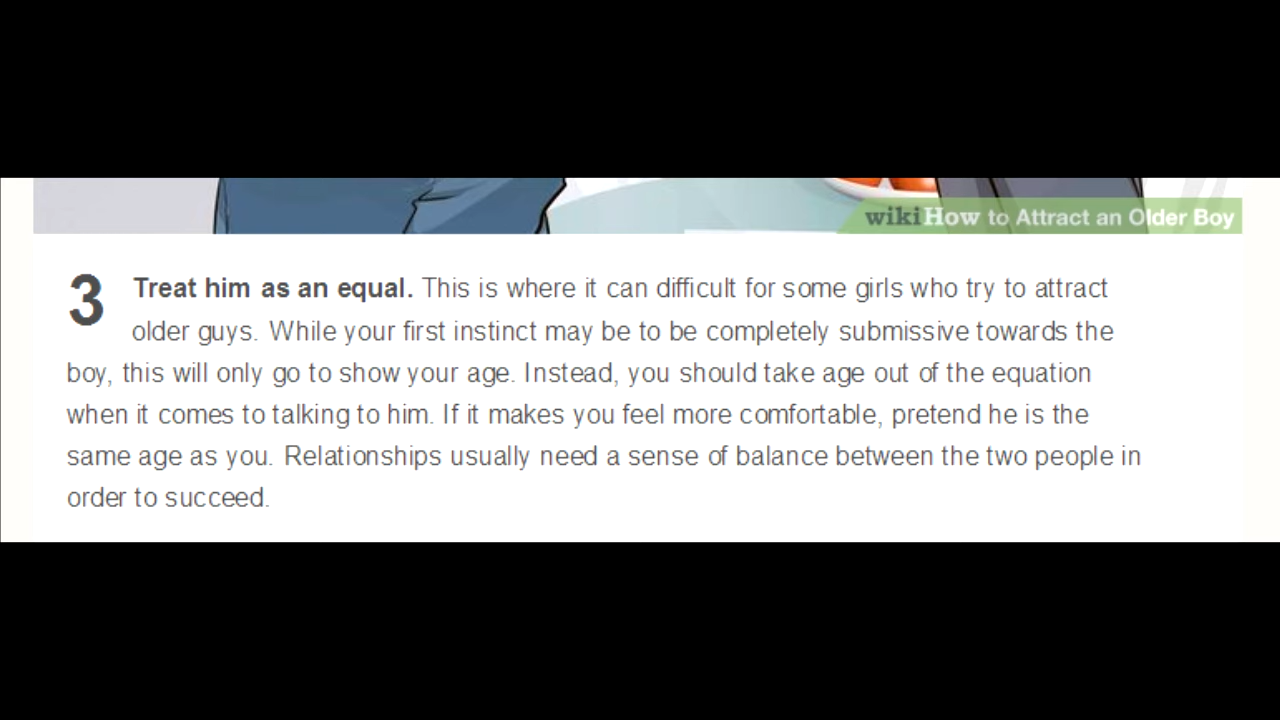 wikiHow to Attract an Older Boy
3 Treat him as an equal. This is where it can difficult for some girls who try to attract
older guys. While your first instinct may be to be completely submissive towards the
boy, this will only go to show your age. Instead, you should take age out of the equation
when it comes to talking to him. If it makes you feel more comfortable, pretend he is the
same age as you. Relationships usually need a sense of balance between the two people in
order to succeed.